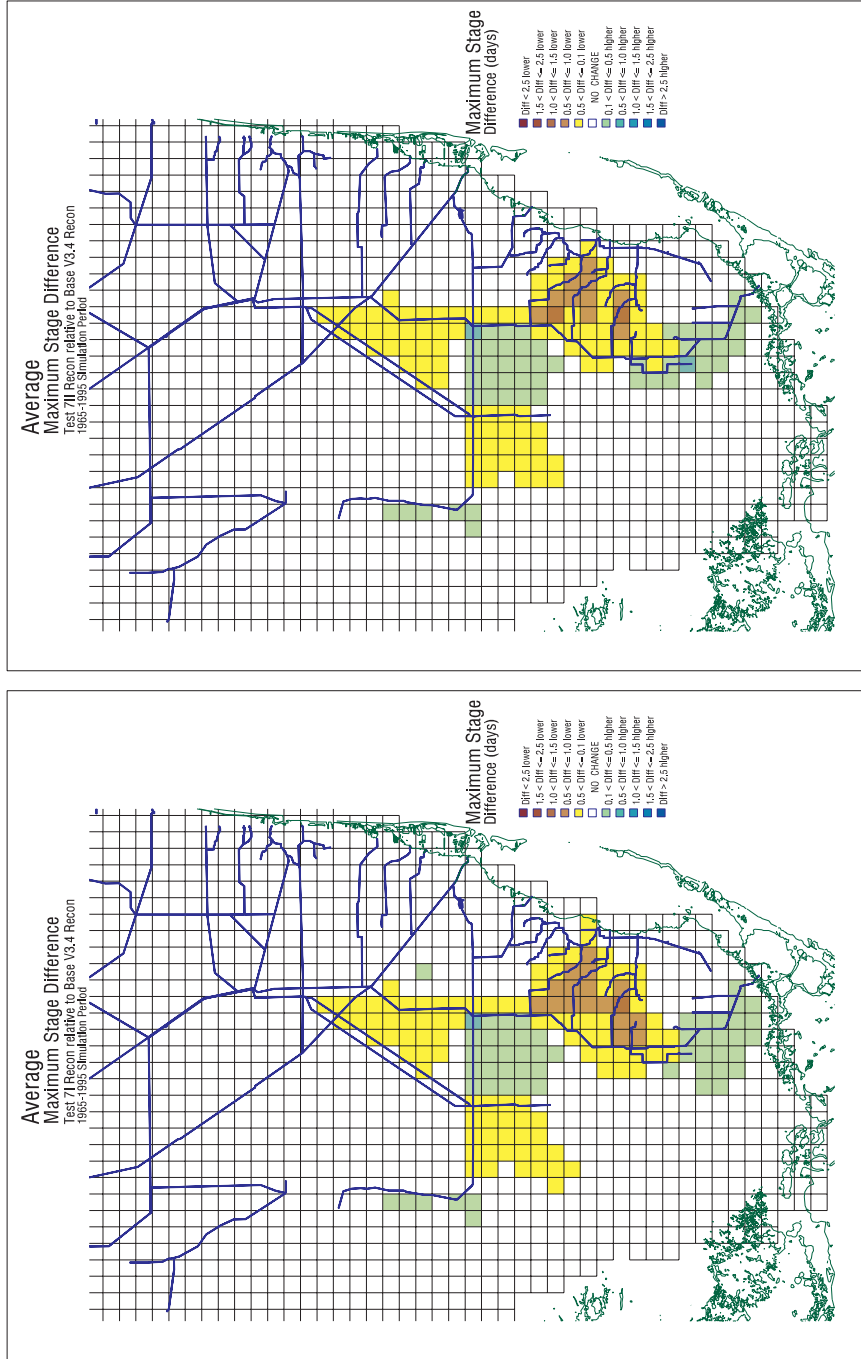 Average
Maximum Stage Difference
Test 7I Recon relative to Base V3.4 Recon
1965-1995 Simulation Period
Maximum Stage
Difference (days)
Diff < 2.5 lower
1.5 < Diff <= 2.5 lower
1.0 < Diff <= 1.5 lower
0.5 < Diff <= 1.0 lower
0.5 < Diff <= 0.1 lower
NO CHANGE
0.1 < Diff <= 0.5 higher
0.5 < Diff <= 1.0 higher
1.0 < Diff <= 1.5 higher
1.5 < Diff <= 2.5 higher
Diff > 2.5 higher
Average
Maximum Stage Difference
Test 7II Recon relative to Base V3.4 Recon
1965-1995 Simulation Period
Maximum Stage
Difference (days)
Diff < 2.5 lower
1.5 < Diff <= 2.5 lower
1.0 < Diff <= 1.5 lower
0.5 < Diff <= 1.0 lower
0.5 < Diff <= 0.1 lower
NO CHANGE
0.1 < Diff <= 0.5 higher
0.5 < Diff <= 1.0 higher
1.0 < Diff <= 1.5 higher
1.5 < Diff <= 2.5 higher
Diff > 2.5 higher